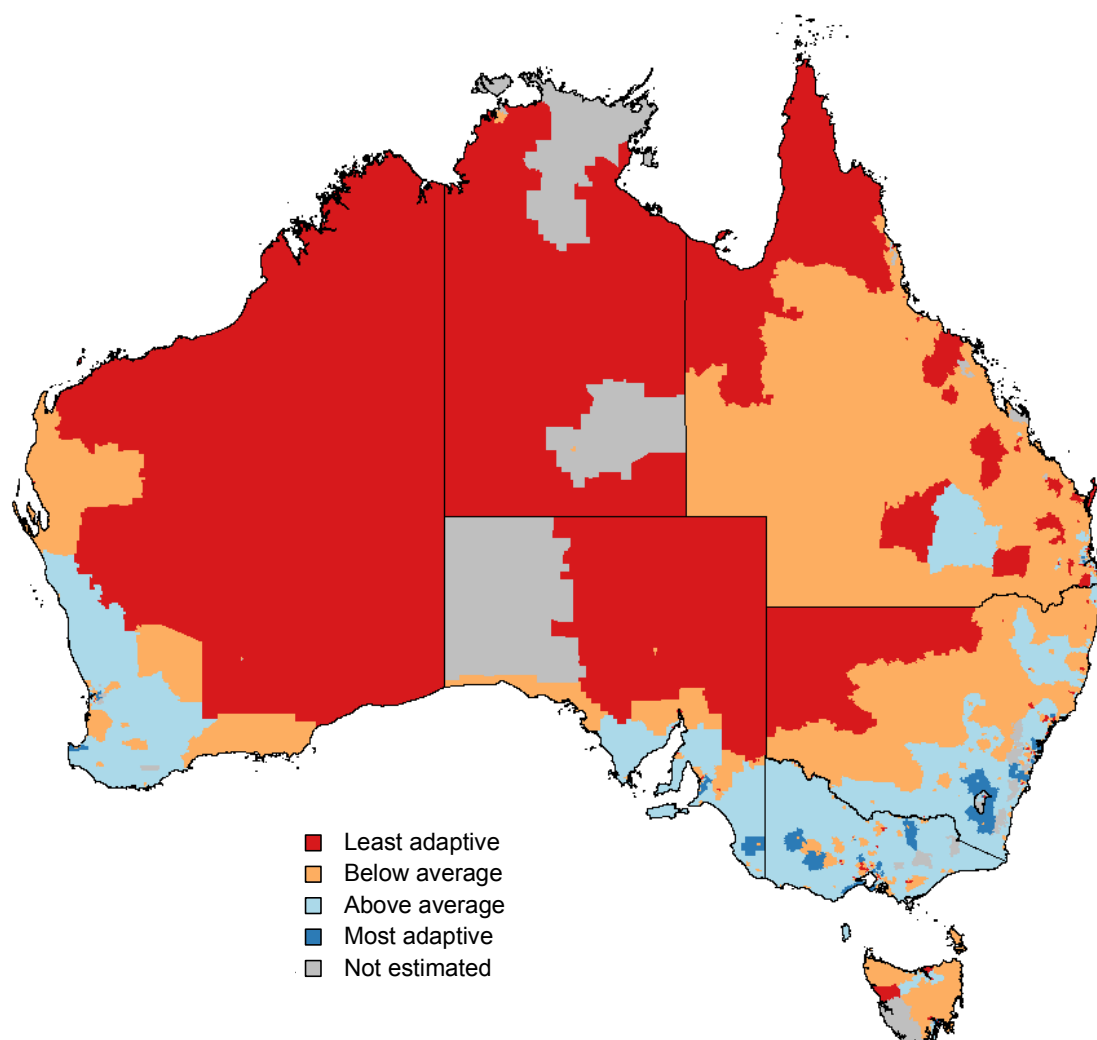 Least adaptive
Below average
Above average
Most adaptive
Not estimated